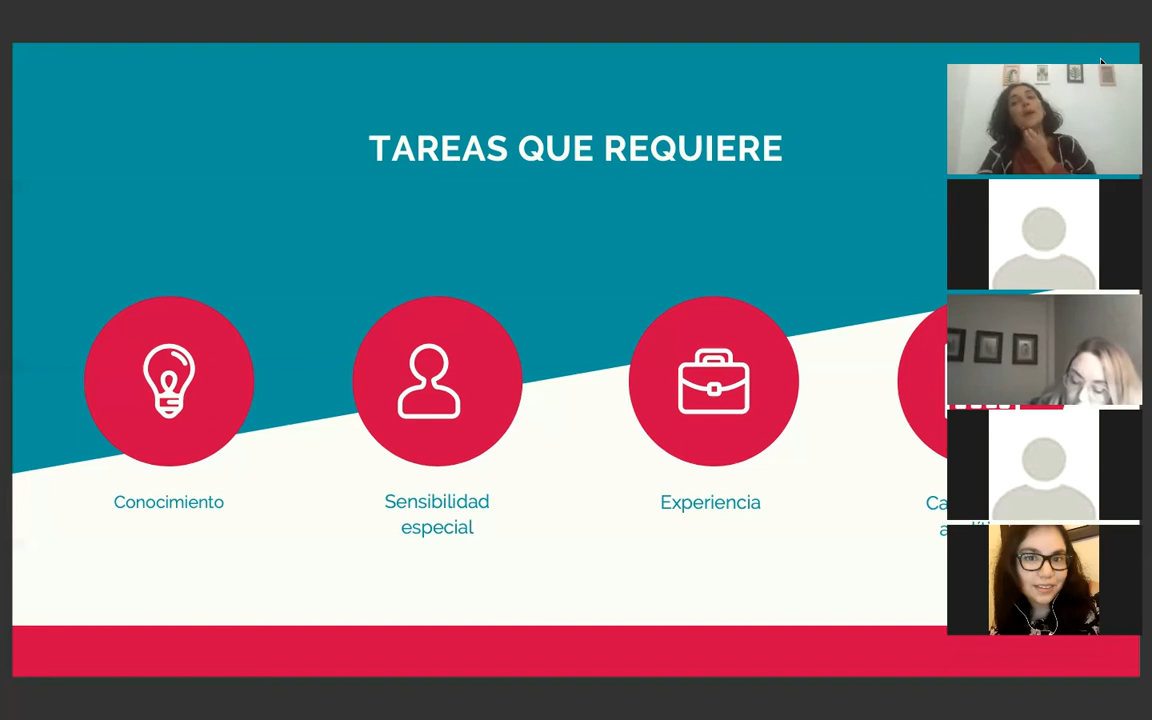 TAREAS QUE REQUIERE
Conocimiento
Sensibilidad
especial
Experiencia